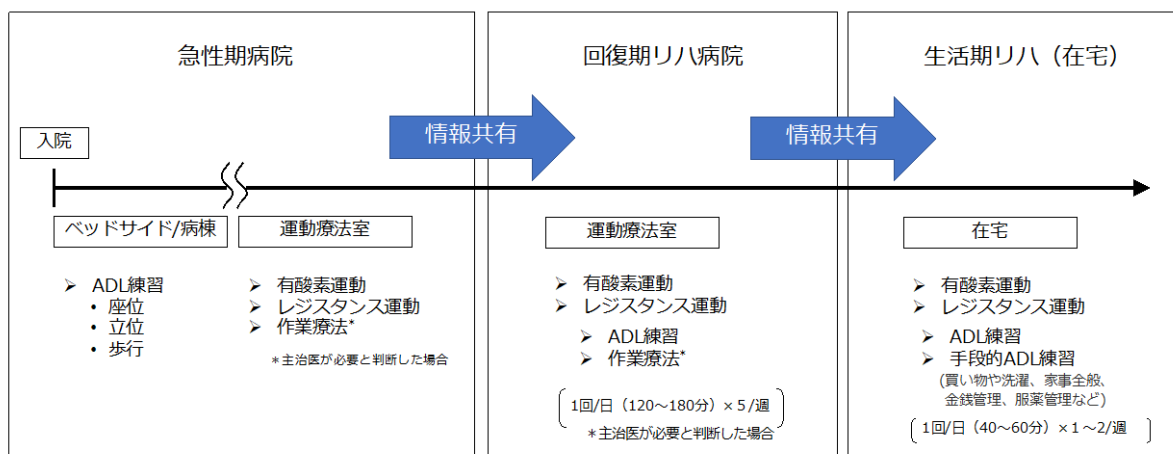 急性期病院
入院
情報共有
ベッドサイド/病棟
➢ ADL練習
・座位
・立位
・歩行
運動療法室
➢ 有酸素運動
➢ レジスタンス運動
➢ 作業療法*
*主治医が必要と判断した場合
回復期リハ病院
情報共有
運動療法室
➢ 有酸素運動
➢ レジスタンス運動
➢ ADL練習
➢ 作業療法*
1回/日（120～180分）×5/週
*主治医が必要と判断した場合
生活期リハ（在宅）
在宅
➢ 有酸素運動
➢ レジスタンス運動
➢ ADL練習
➢ 手段的ADL練習
(買い物や洗濯、家事全般、
金銭管理、服薬管理など)
1回/日（40～60分）×1～2/週